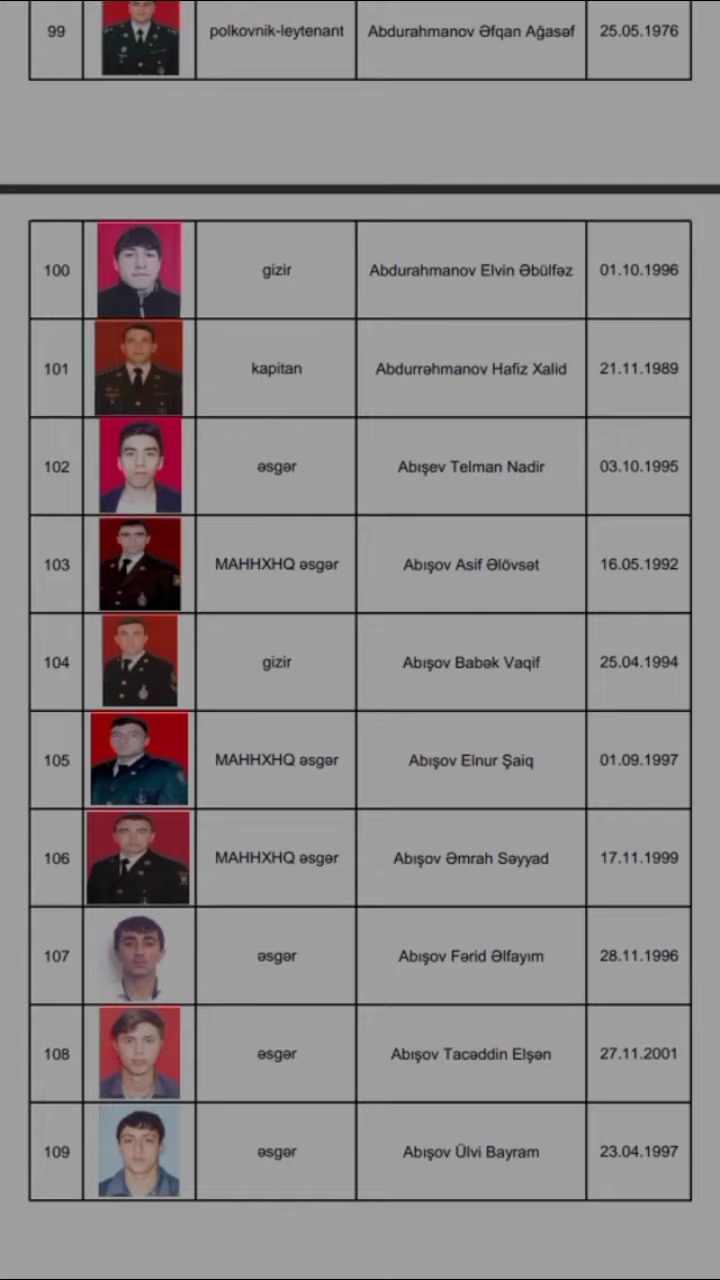 99 polkovnik-leytenant Abdurahmanov Əfqan Ağasəf 25.05.1976
100 gizir Abdurahmanov Elvin Əbülfəz 01.10.1996
101 kapitan Abdurrəhmanov Hafiz Xalid 21.11.1989
102 əsgər Abışev Telman Nadir 03.10.1995
103 MAHHXHQ əsgər Abışov Asif Əlövsət 16.05.1992
104 gizir Abışov Babək Vaqif 25.04.1994
105 MAHHXHQ əsgər Abışov Elnur Şaiq 01.09.1997
106 MAHHXHQ əsgər Abışov Əmrah Səyyad 17.11.1999
107 əsgər Abışov Fərid Əlfayım 28.11.1996
108 əsgər Abışov Tacəddin Elşən 27.11.2001
109 əsgər Abışov Ülvi Bayram 23.04.1997